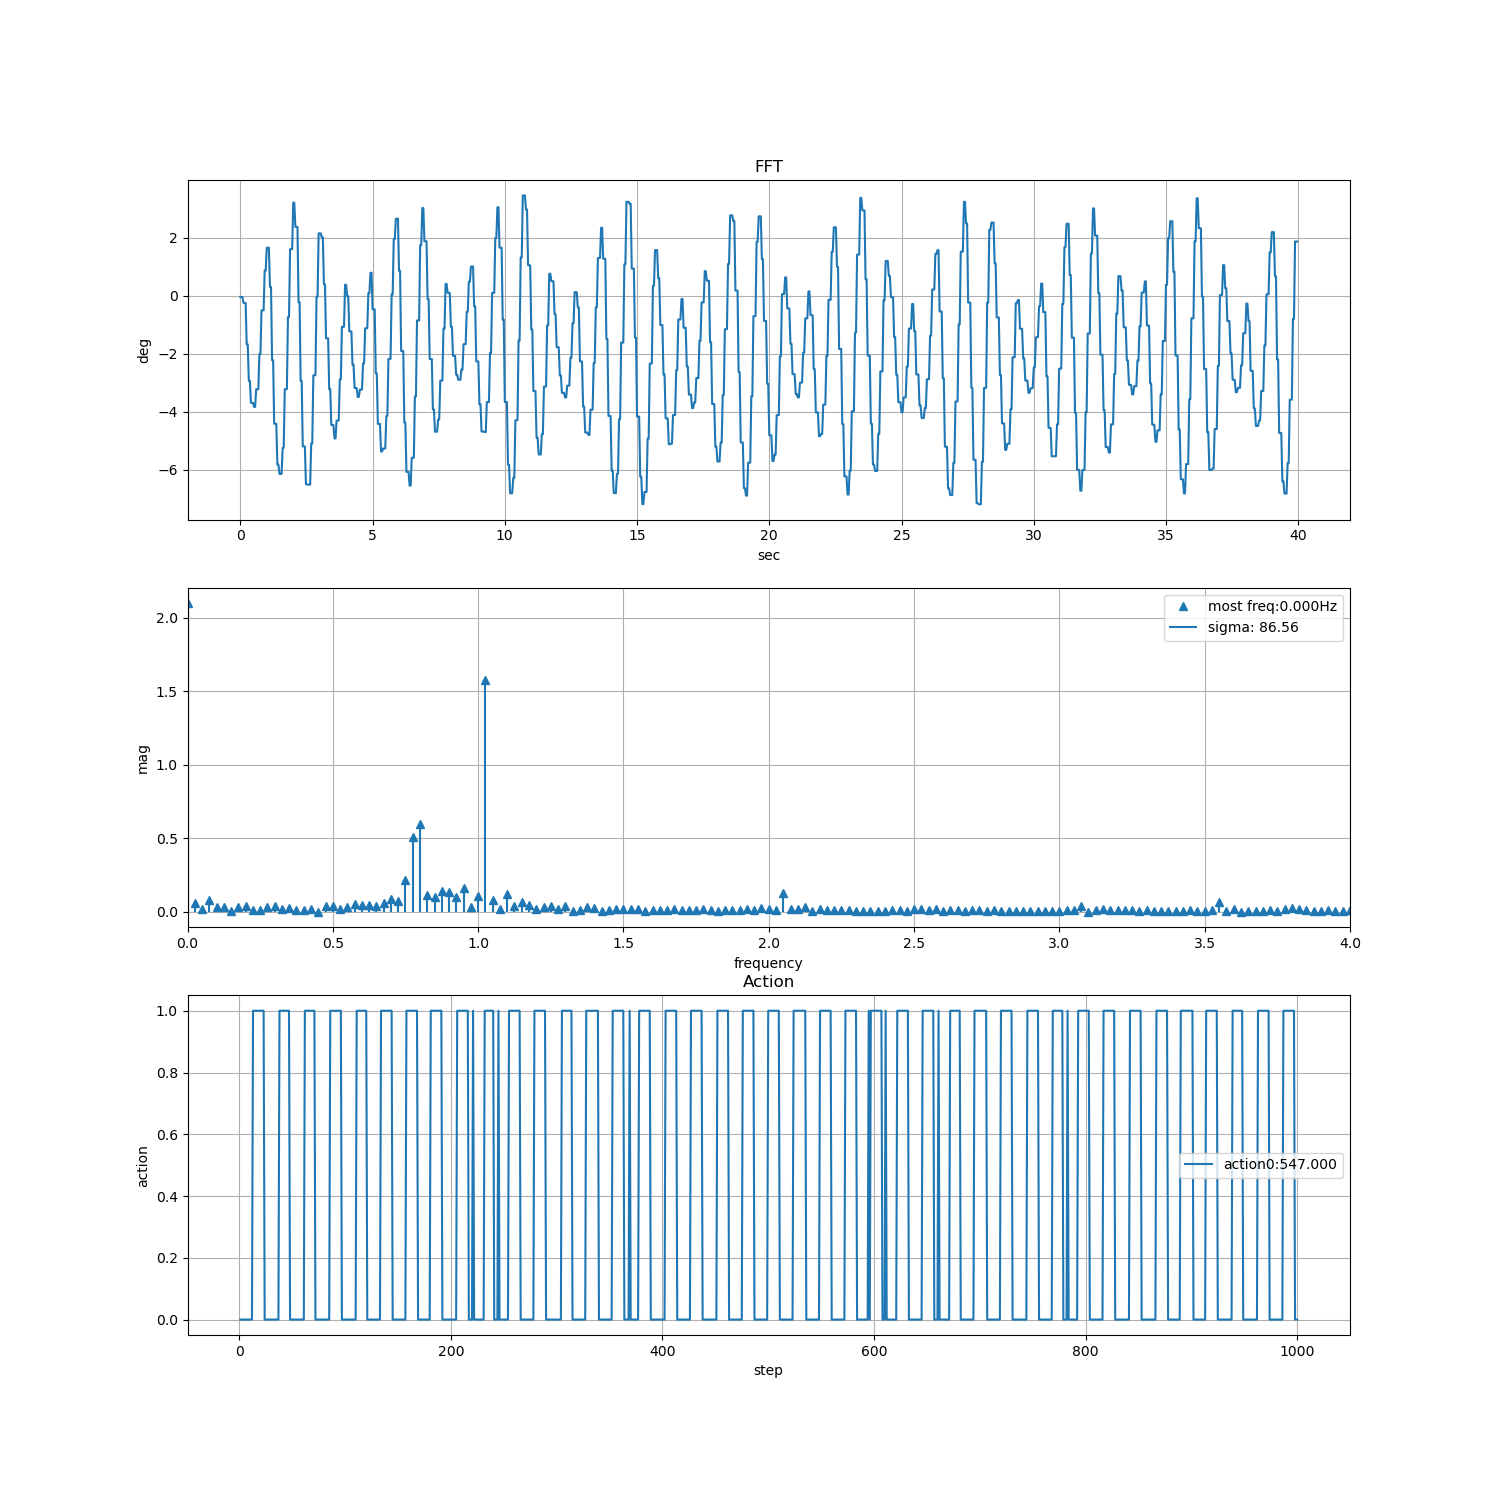 FFT
2
0
−2
−4
−6
deg
0 5 10 15 20 25 30 35 40
sec
2.0
1.5
1.0
0.5
0.0
mag
most freq:0.000Hz
sigma: 86.56
0.0 0.5 1.0 1.5 2.0 2.5 3.0 3.5 4.0
frequency
Action
1.0
0.8
0.6
0.4
0.2
0.0
action
action0:547.000
0 200 400 600 800 1000
step